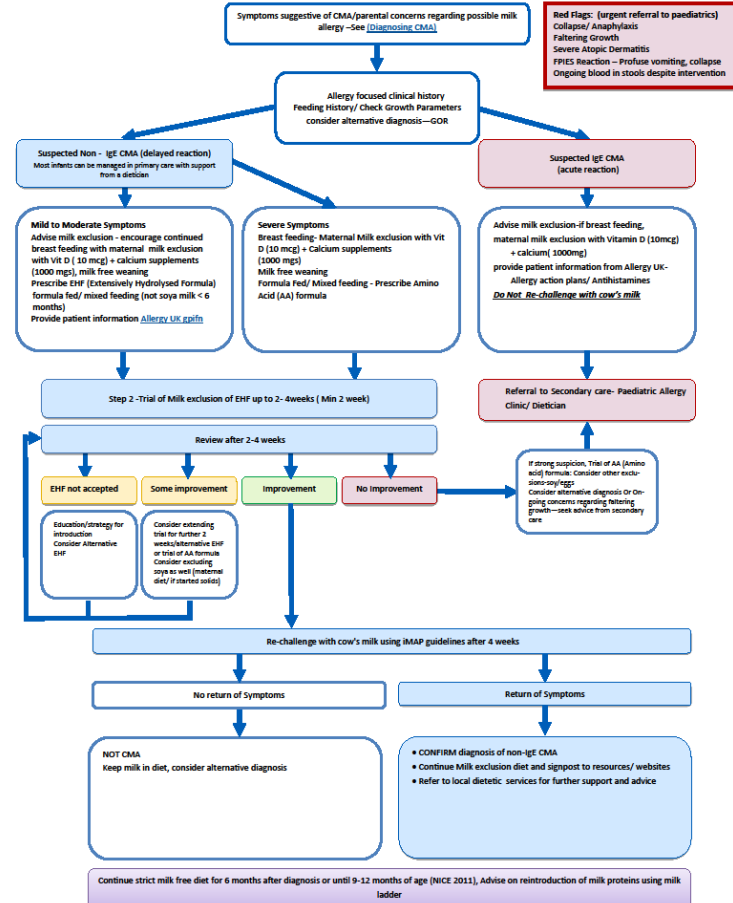 Symptoms suggestive of CMA/parental concerns regarding possible milk
allergy –See (Diagnosing CMA)
Red Flags: (urgent referral to paediatrics)
Collapse/ Anaphylaxis
Faltering Growth
Severe Atopic Dermatitis
FPIES Reaction – Profuse vomiting, collapse
Ongoing blood in stools despite intervention
Allergy focused clinical history
Feeding History/ Check Growth Parameters
consider alternative diagnosis—GOR
Suspected Non - IgE CMA (delayed reaction)
Most infants can be managed in primary care with support
from a dietician
Suspected IgE CMA
(acute reaction)
Mild to Moderate Symptoms
Advise milk exclusion - encourage continued
breast feeding with maternal milk exclusion
with Vit D ( 10 mcg) + calcium supplements
(1000 mgs), milk free weaning
Prescribe EHF (Extensively Hydrolysed Formula)
formula fed/ mixed feeding (not soya milk < 6
months)
Provide patient information Allergy UK gpifn
Severe Symptoms
Breast feeding- Maternal Milk exclusion with Vit
D (10 mcg) + Calcium supplements
(1000 mgs)
Milk free weaning
Formula Fed/ Mixed feeding - Prescribe Amino
Acid (AA) formula
Advise milk exclusion-if breast feeding,
maternal milk exclusion with Vitamin D (10mcg)
+ calcium( 1000mg)
provide patient information from Allergy UK-
Allergy action plans/ Antihistamines
Do Not Re-challenge with cow's milk
Step 2 -Trial of Milk exclusion of EHF up to 2- 4weeks ( Min 2 week)
Referral to Secondary care- Paediatric Allergy
Clinic/ Dietician
Review after 2-4 weeks
EHF not accepted
Some improvement
Improvement
No Improvement
If strong suspicion, Trial of AA (Amino
acid) formula: Consider other exclu-
sions-soy/eggs
Consider alternative diagnosis Or On-
going concerns regarding faltering
growth—seek advice from secondary
care
Education/strategy for
introduction
Consider Alternative
EHF
Consider extending
trial for further 2
weeks/alternative EHF
or trial of AA formula
Consider excluding
soya as well (maternal
diet/ if started solids)
Re-challenge with cow's milk using iMAP guidelines after 4 weeks
No return of Symptoms
Return of Symptoms
NOT CMA
Keep milk in diet, consider alternative diagnosis
• CONFIRM diagnosis of non-IgE CMA
• Continue Milk exclusion diet and signpost to resources/ websites
• Refer to local dietetic services for further support and advice
Continue strict milk free diet for 6 months after diagnosis or until 9-12 months of age (NICE 2011), Advise on reintroduction of milk proteins using milk
ladder